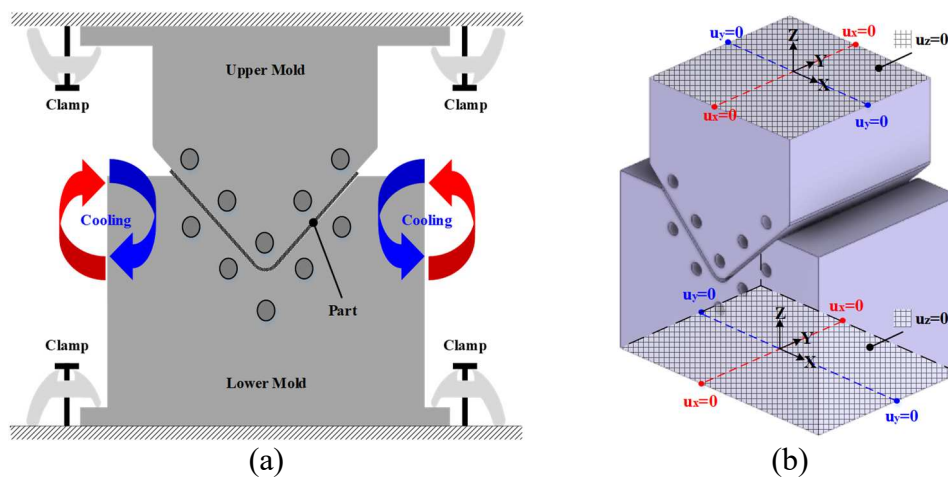 Upper Mold
Clamp
Clamp
Cooling
Cooling
Part
Clamp
Clamp
Lower Mold
(a)
uy=0
Z
ux=0
uz=0
Y
X
ux=0
uy=0
uy=0
Z
ux=0
uz=0
Y
X
ux=0
uy=0
(b)